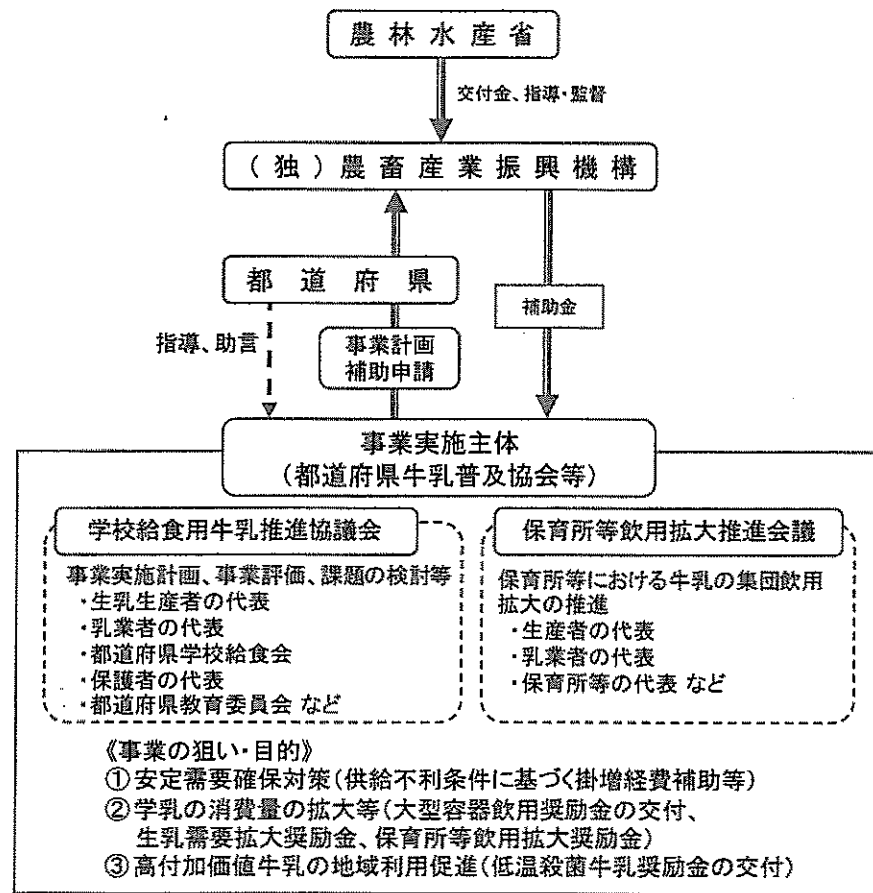 農林水産省
交付金、指導・監督
(独)農畜産業振興機構
都道府県
補助金
指導、助言
事業計画
補助申請
事業実施主体
(都道府県牛乳普及協会等)
学校給食用牛乳推進協議会
事業実施計画、事業評価、課題の検討等
・生乳生産者の代表
・乳業者の代表
・都道府県学校給食会
・保護者の代表
・都道府県教育委員会 など
保育所等飲用拡大推進会議
保育所等における牛乳の集団飲用
拡大の推進
・生産者の代表
・乳業者の代表
・保育所等の代表 など
《事業の狙い・目的》
①安定需要確保対策(供給不利条件に基づく掛増経費補助等)
②学乳の消費量の拡大等(大型容器飲用奨励金の交付、
生乳需要拡大奨励金、保育所等飲用拡大奨励金)
③高付加価値牛乳の地域利用促進(低温殺菌牛乳奨励金の交付)